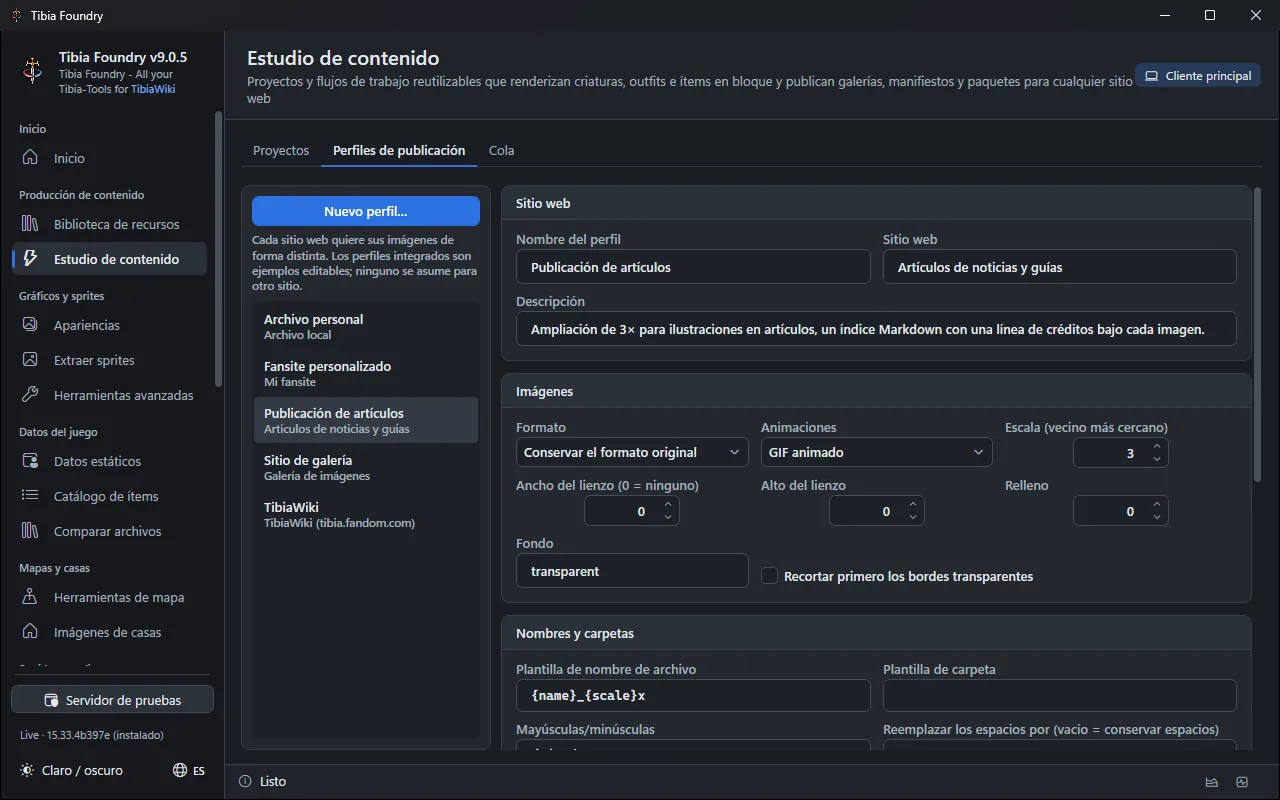 Tibia Foundry
Tibia Foundry v9.0.5
Tibia Foundry - All your
Tibia-Tools for TibiaWiki
Inicio
Inicio
Producción de contenido
Biblioteca de recursos
Estudio de contenido
Gráficos y sprites
Apariencias
Extraer sprites
Herramientas avanzadas
Datos del juego
Datos estáticos
Catálogo de ítems
Comparar archivos
Mapas y casas
Herramientas de mapa
Imágenes de casas
Servidor de pruebas
Live · 15.33.4b397e (instalado)
Claro / oscuro
ES
Estudio de contenido
Proyectos y flujos de trabajo reutilizables que renderizan criaturas, outfits e ítems en bloque y publican galerías, manifiestos y paquetes para cualquier sitio
web
Cliente principal
Proyectos
Perfiles de publicación
Cola
Nuevo perfil...
Cada sitio web quiere sus imágenes de
forma distinta. Los perfiles integrados son
ejemplos editables; ninguno se asume para
otro sitio.
Archivo personal
Archivo local
Fansite personalizado
Mi fansite
Publicación de artículos
Artículos de noticias y guías
Sitio de galería
Galería de imágenes
TibiaWiki
TibiaWiki (tibia.fandom.com)
Sitio web
Nombre del perfil
Sitio web
Publicación de artículos
Artículos de noticias y guías
Descripción
Ampliación de 3× para ilustraciones en artículos, un índice Markdown con una línea de créditos bajo cada imagen.
Imágenes
Formato
Animaciones
Escala (vecino más cercano)
Conservar el formato original
GIF animado
3
Ancho del lienzo (0 = ninguno)
Alto del lienzo
Relleno
0
0
0
Fondo
transparent
Recortar primero los bordes transparentes
Nombres y carpetas
Plantilla de nombre de archivo
Plantilla de carpeta
{name}_{scale}x
Mayúsculas/minúsculas
Reemplazar los espacios por (vacío = conservar espacios)
Listo